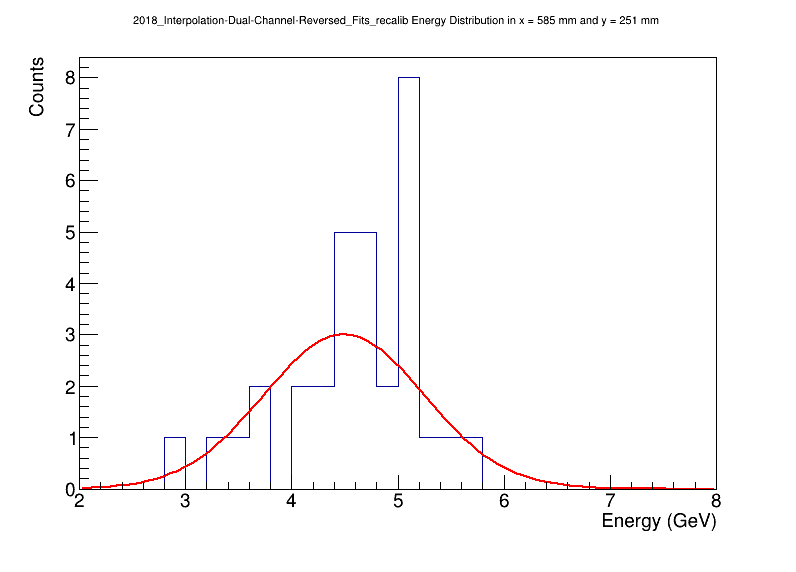 2018_Interpolation-Dual-Channel-Reversed_Fits_recalib Energy Distribution in x = 585 mm and y = 251 mm
Counts
8
7
6
5
4
3
2
1
0
2 3 4 5 6 7 8
Energy (GeV)